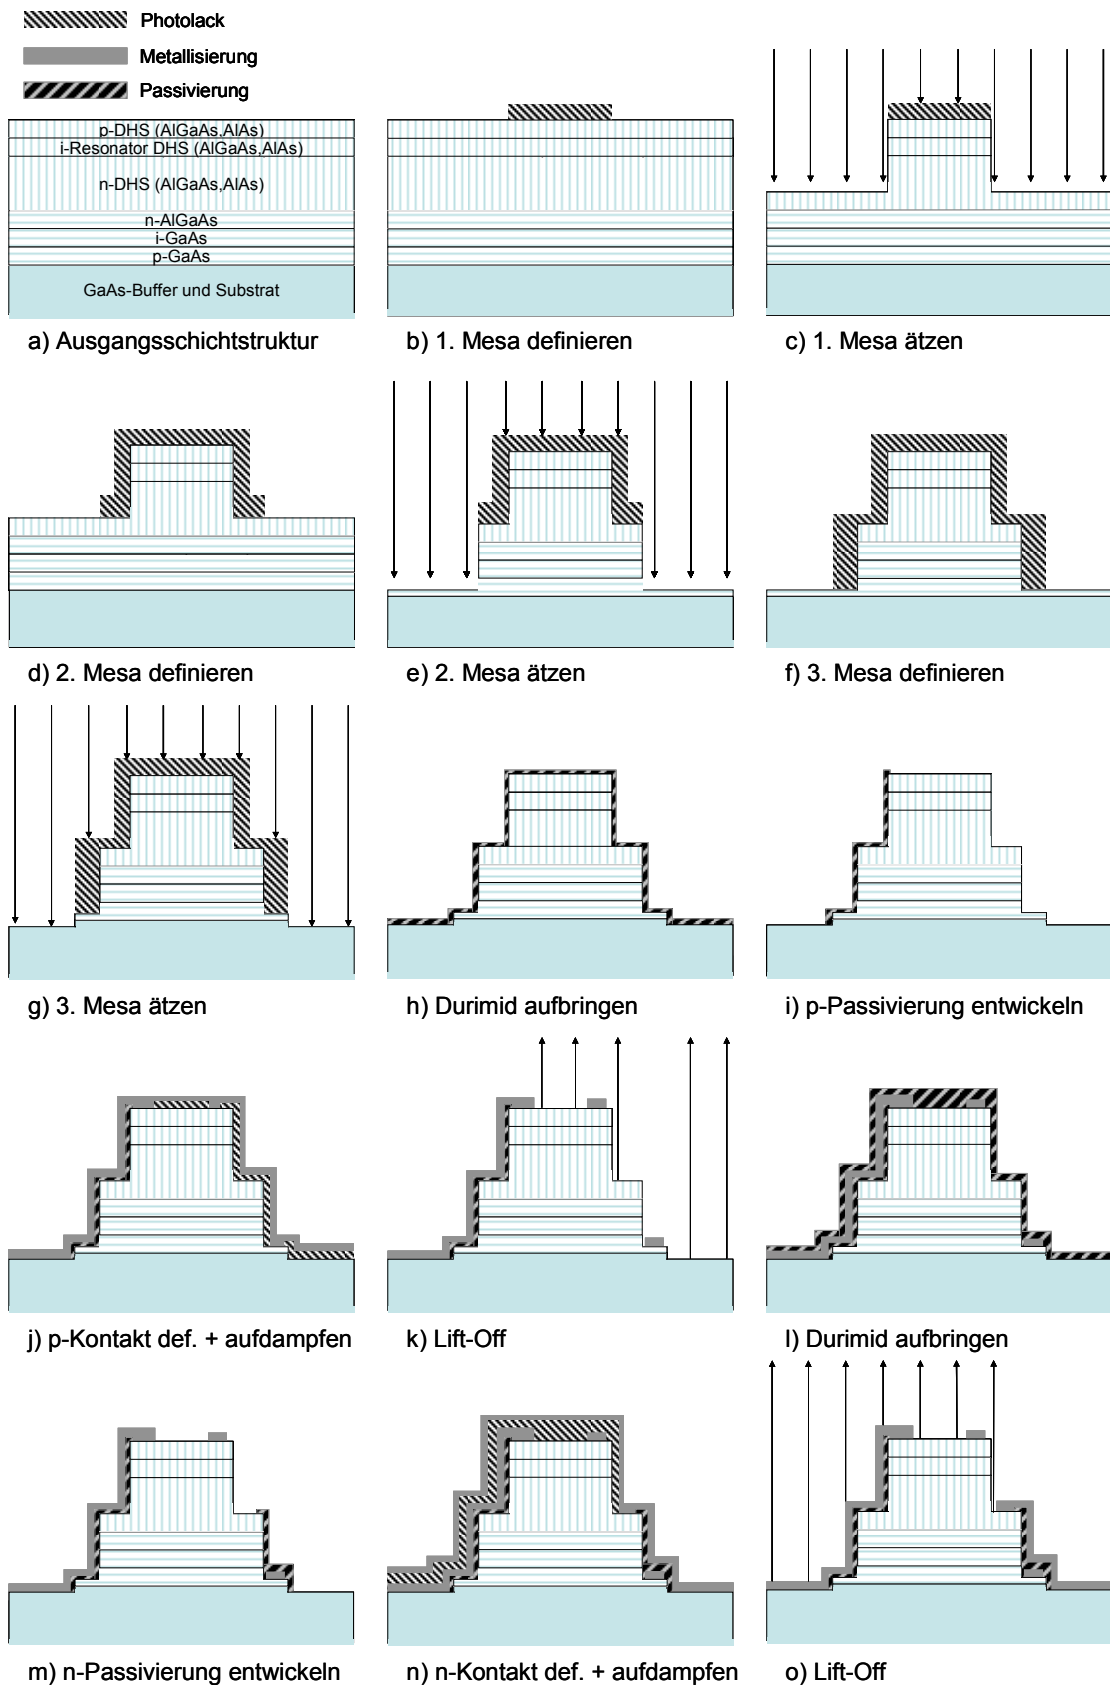 Photolack
Metallisierung
Passivierung
p-DHS (AlGaAs,AlAs)
i-Resonator DHS (AlGaAs,AlAs)
n-DHS (AlGaAs,AlAs)
n-AlGaAs
i-GaAs
p-GaAs
GaAs-Buffer und Substrat
a) Ausgangsschichtstruktur
b) 1. Mesa definieren
c) 1. Mesa ätzen
d) 2. Mesa definieren
e) 2. Mesa ätzen
f) 3. Mesa definieren
g) 3. Mesa ätzen
h) Durimid aufbringen
i) p-Passivierung entwickeln
j) p-Kontakt def. + aufdampfen
k) Lift-Off
l) Durimid aufbringen
m) n-Passivierung entwickeln
n) n-Kontakt def. + aufdampfen
o) Lift-Off